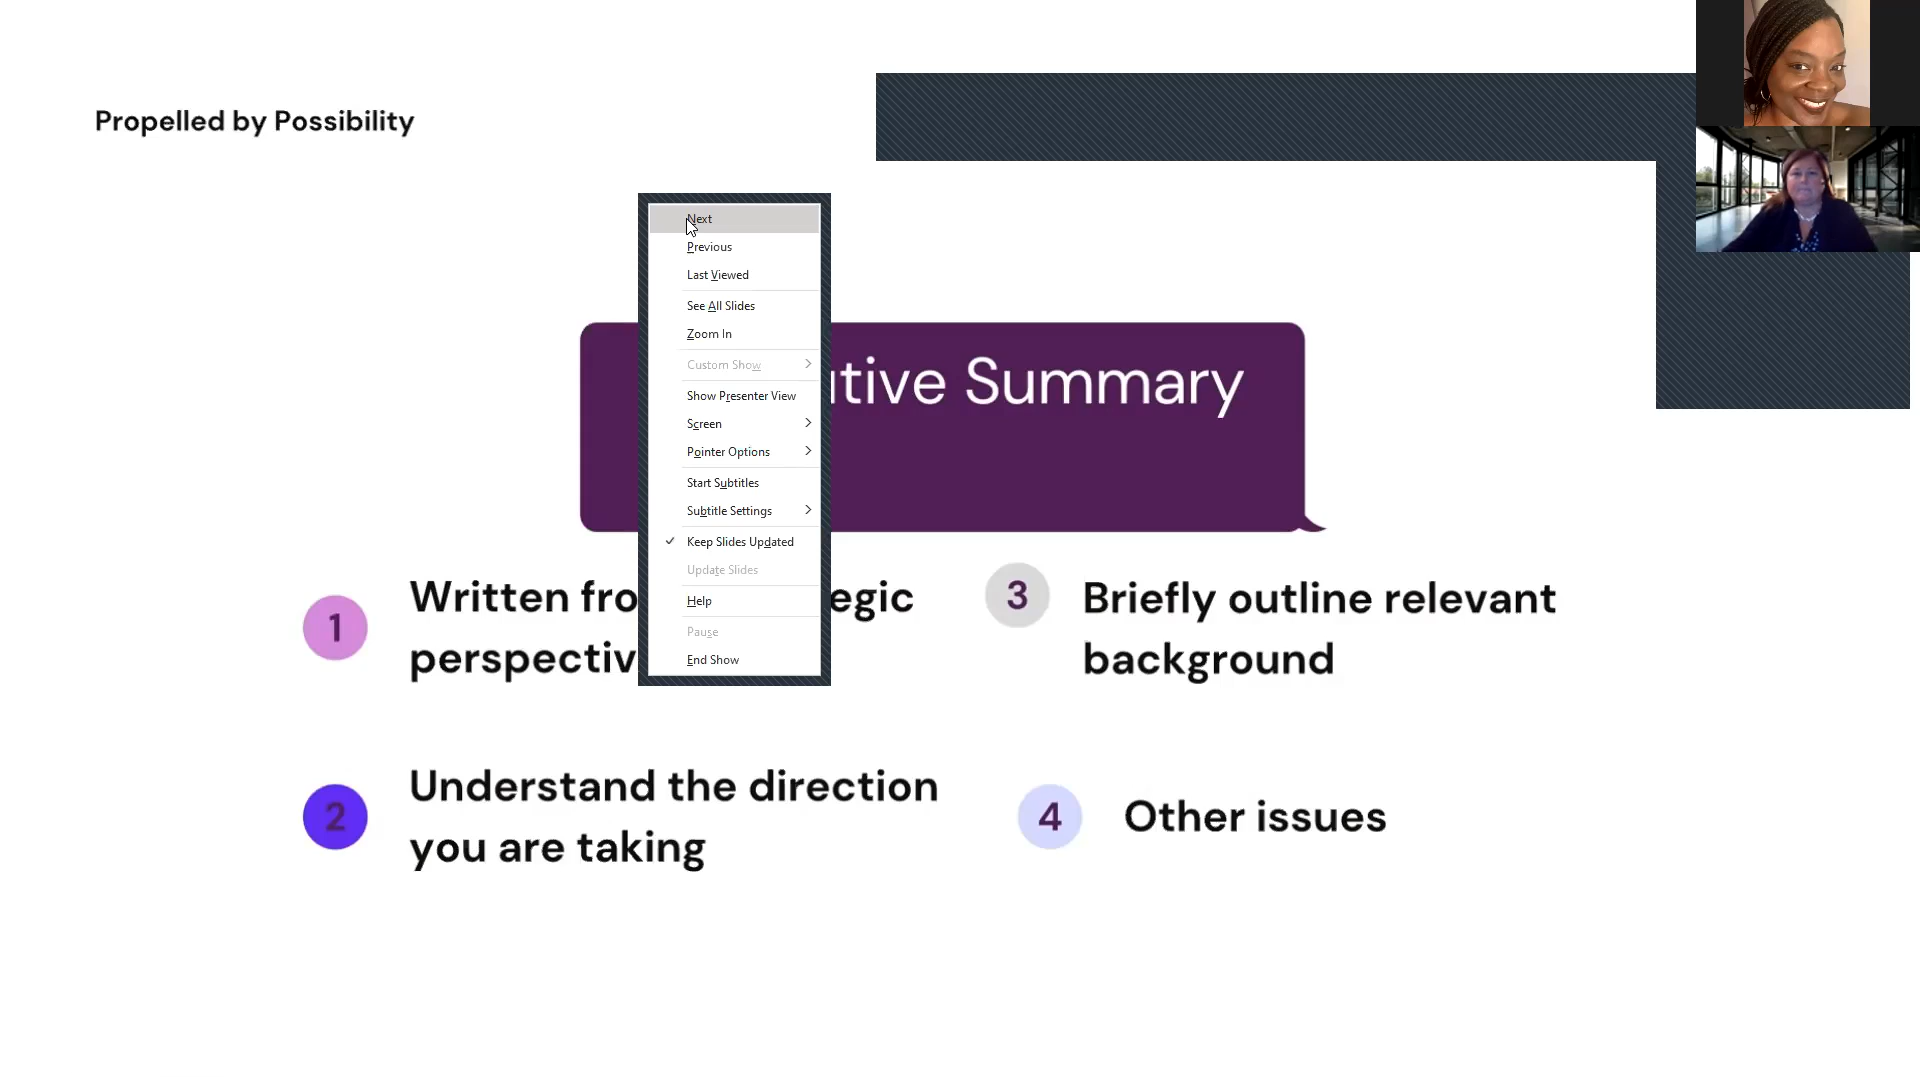 Propelled by Possibility
Next
Previous
Last Viewed
See All Slides
Zoom In
Custom Show
Show Presenter View
Screen
Pointer Options
Start Subtitles
Subtitle Settings
Keep Slides Updated
Update Slides
Help
Pause
End Show
utive Summary
1
Written fro egic
perspectiv
2
Understand the direction
you are taking
3
Briefly outline relevant
background
4
Other issues